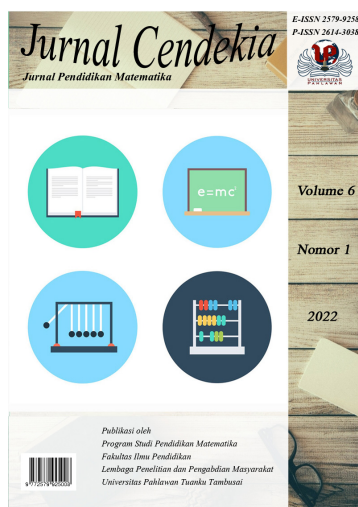 Jurnal Cendekia
Jurnal Pendidikan Matematika
E-ISSN 2579-9258
P-ISSN 2614-3038
UNIVERSITAS
PAHLAWAN
e=mc²
Volume 6
Nomor 1
2022
Publikasi oleh
Program Studi Pendidikan Matematika
Fakultas Ilmu Pendidikan
Lembaga Penelitian dan Pengabdian Masyarakat
Universitas Pahlawan Tuanku Tambusai